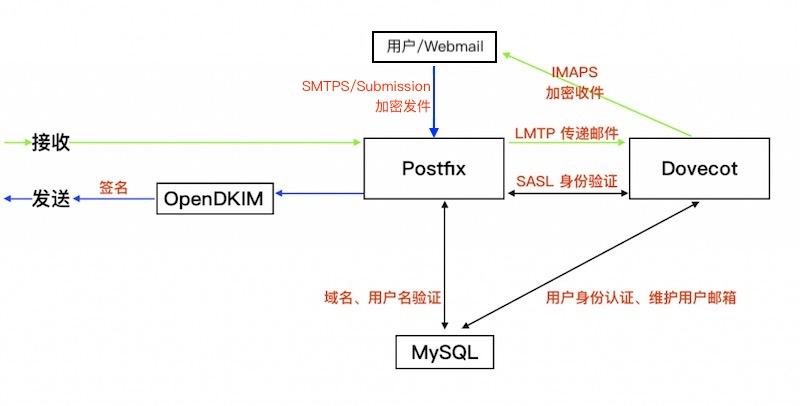 用户/Webmail
SMTPS/Submission
加密发件
IMAPS
加密收件
接收
LMTP 传递邮件
Postfix
Dovecot
SASL 身份验证
发送
签名
OpenDKIM
域名、用户名验证
用户身份认证、维护用户邮箱
MySQL